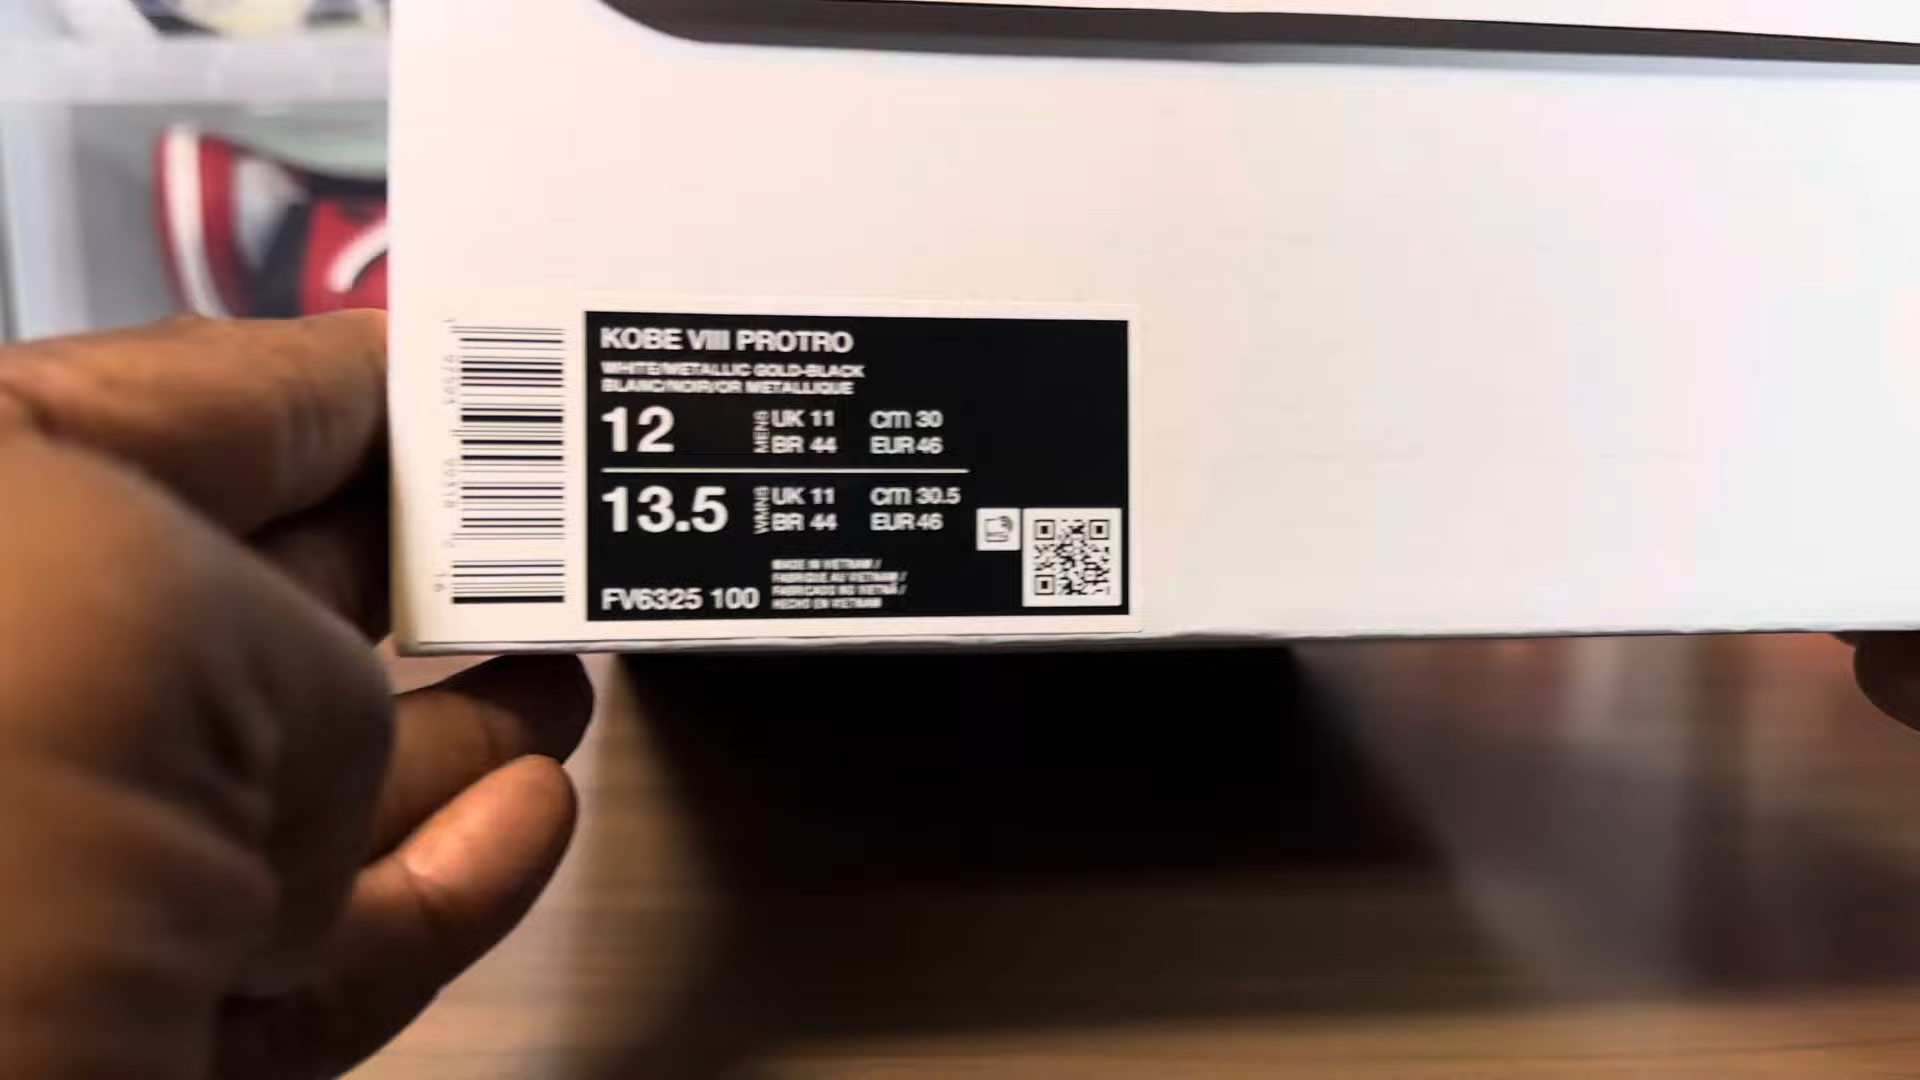 KOBE VIII PROTRO
WHITE/METALLIC GOLD-BLACK
BLANC/NOIR/OR METALLIQUE
12 MENS UK 11 CM 30
BR 44 EUR 46
13.5 WMNS UK 11 CM 30.5
BR 44 EUR 46
MADE IN VIETNAM /
FABRIQUE AU VIETNAM /
FABRICADO NO VIETNÃ /
HECHO EN VIETNAM
FV6325 100